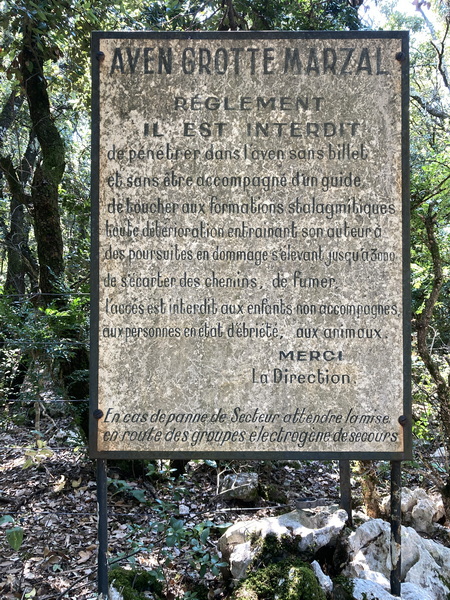 AVEN GROTTE MARZAL
RÉGLEMENT
IL EST INTERDIT
de pénétrer dans l'aven sans billet
et sans être accompagné d'un guide,
de toucher aux formations stalagmitiques
toute détérioration entrainant son auteur à
des poursuites en dommage s'élevant jusqu'à
de s'écarter des chemins, de fumer.
l'accés est interdit aux enfants non accompagnés,
aux personnes en état d'ébriété, aux animaux.
MERCI
La Direction.
En cas de panne de Secteur attendre la mise
en route des groupes électrogène de secours